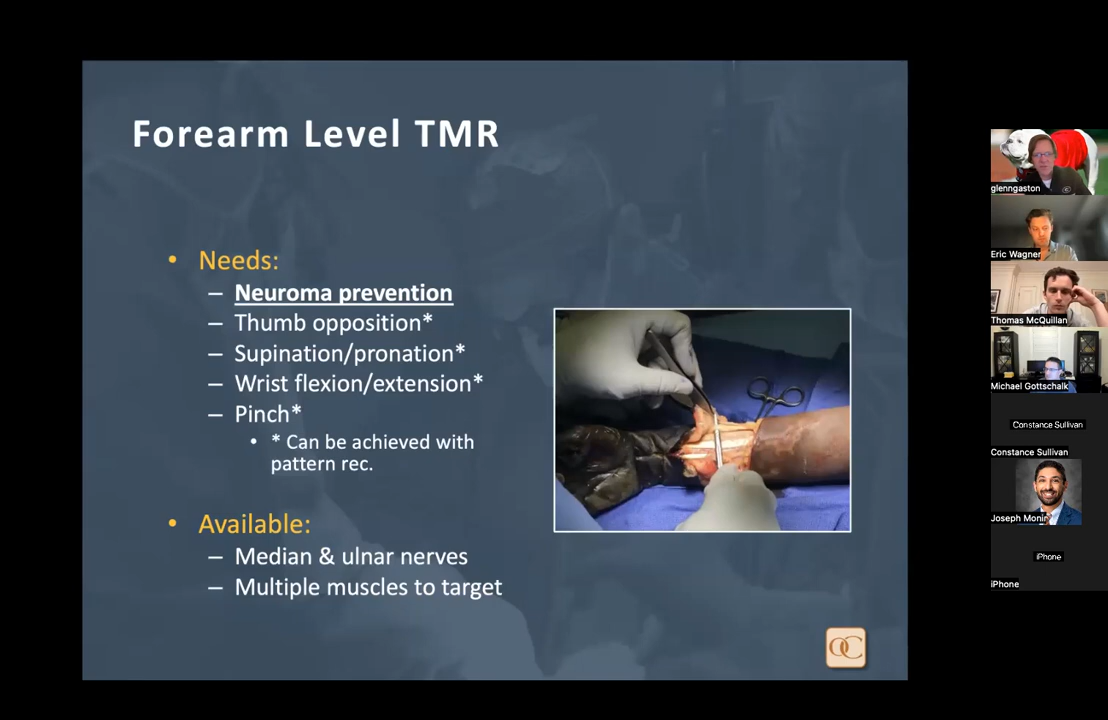 Forearm Level TMR
• Needs:
– Neuroma prevention
– Thumb opposition*
– Supination/pronation*
– Wrist flexion/extension*
– Pinch*
• * Can be achieved with
pattern rec.
• Available:
– Median & ulnar nerves
– Multiple muscles to target
OC
glenngaston
Eric Wagner
Thomas McQuillan
Michael Gottschalk
Constance Sullivan
Constance Sullivan
Joseph Monir
iPhone
iPhone